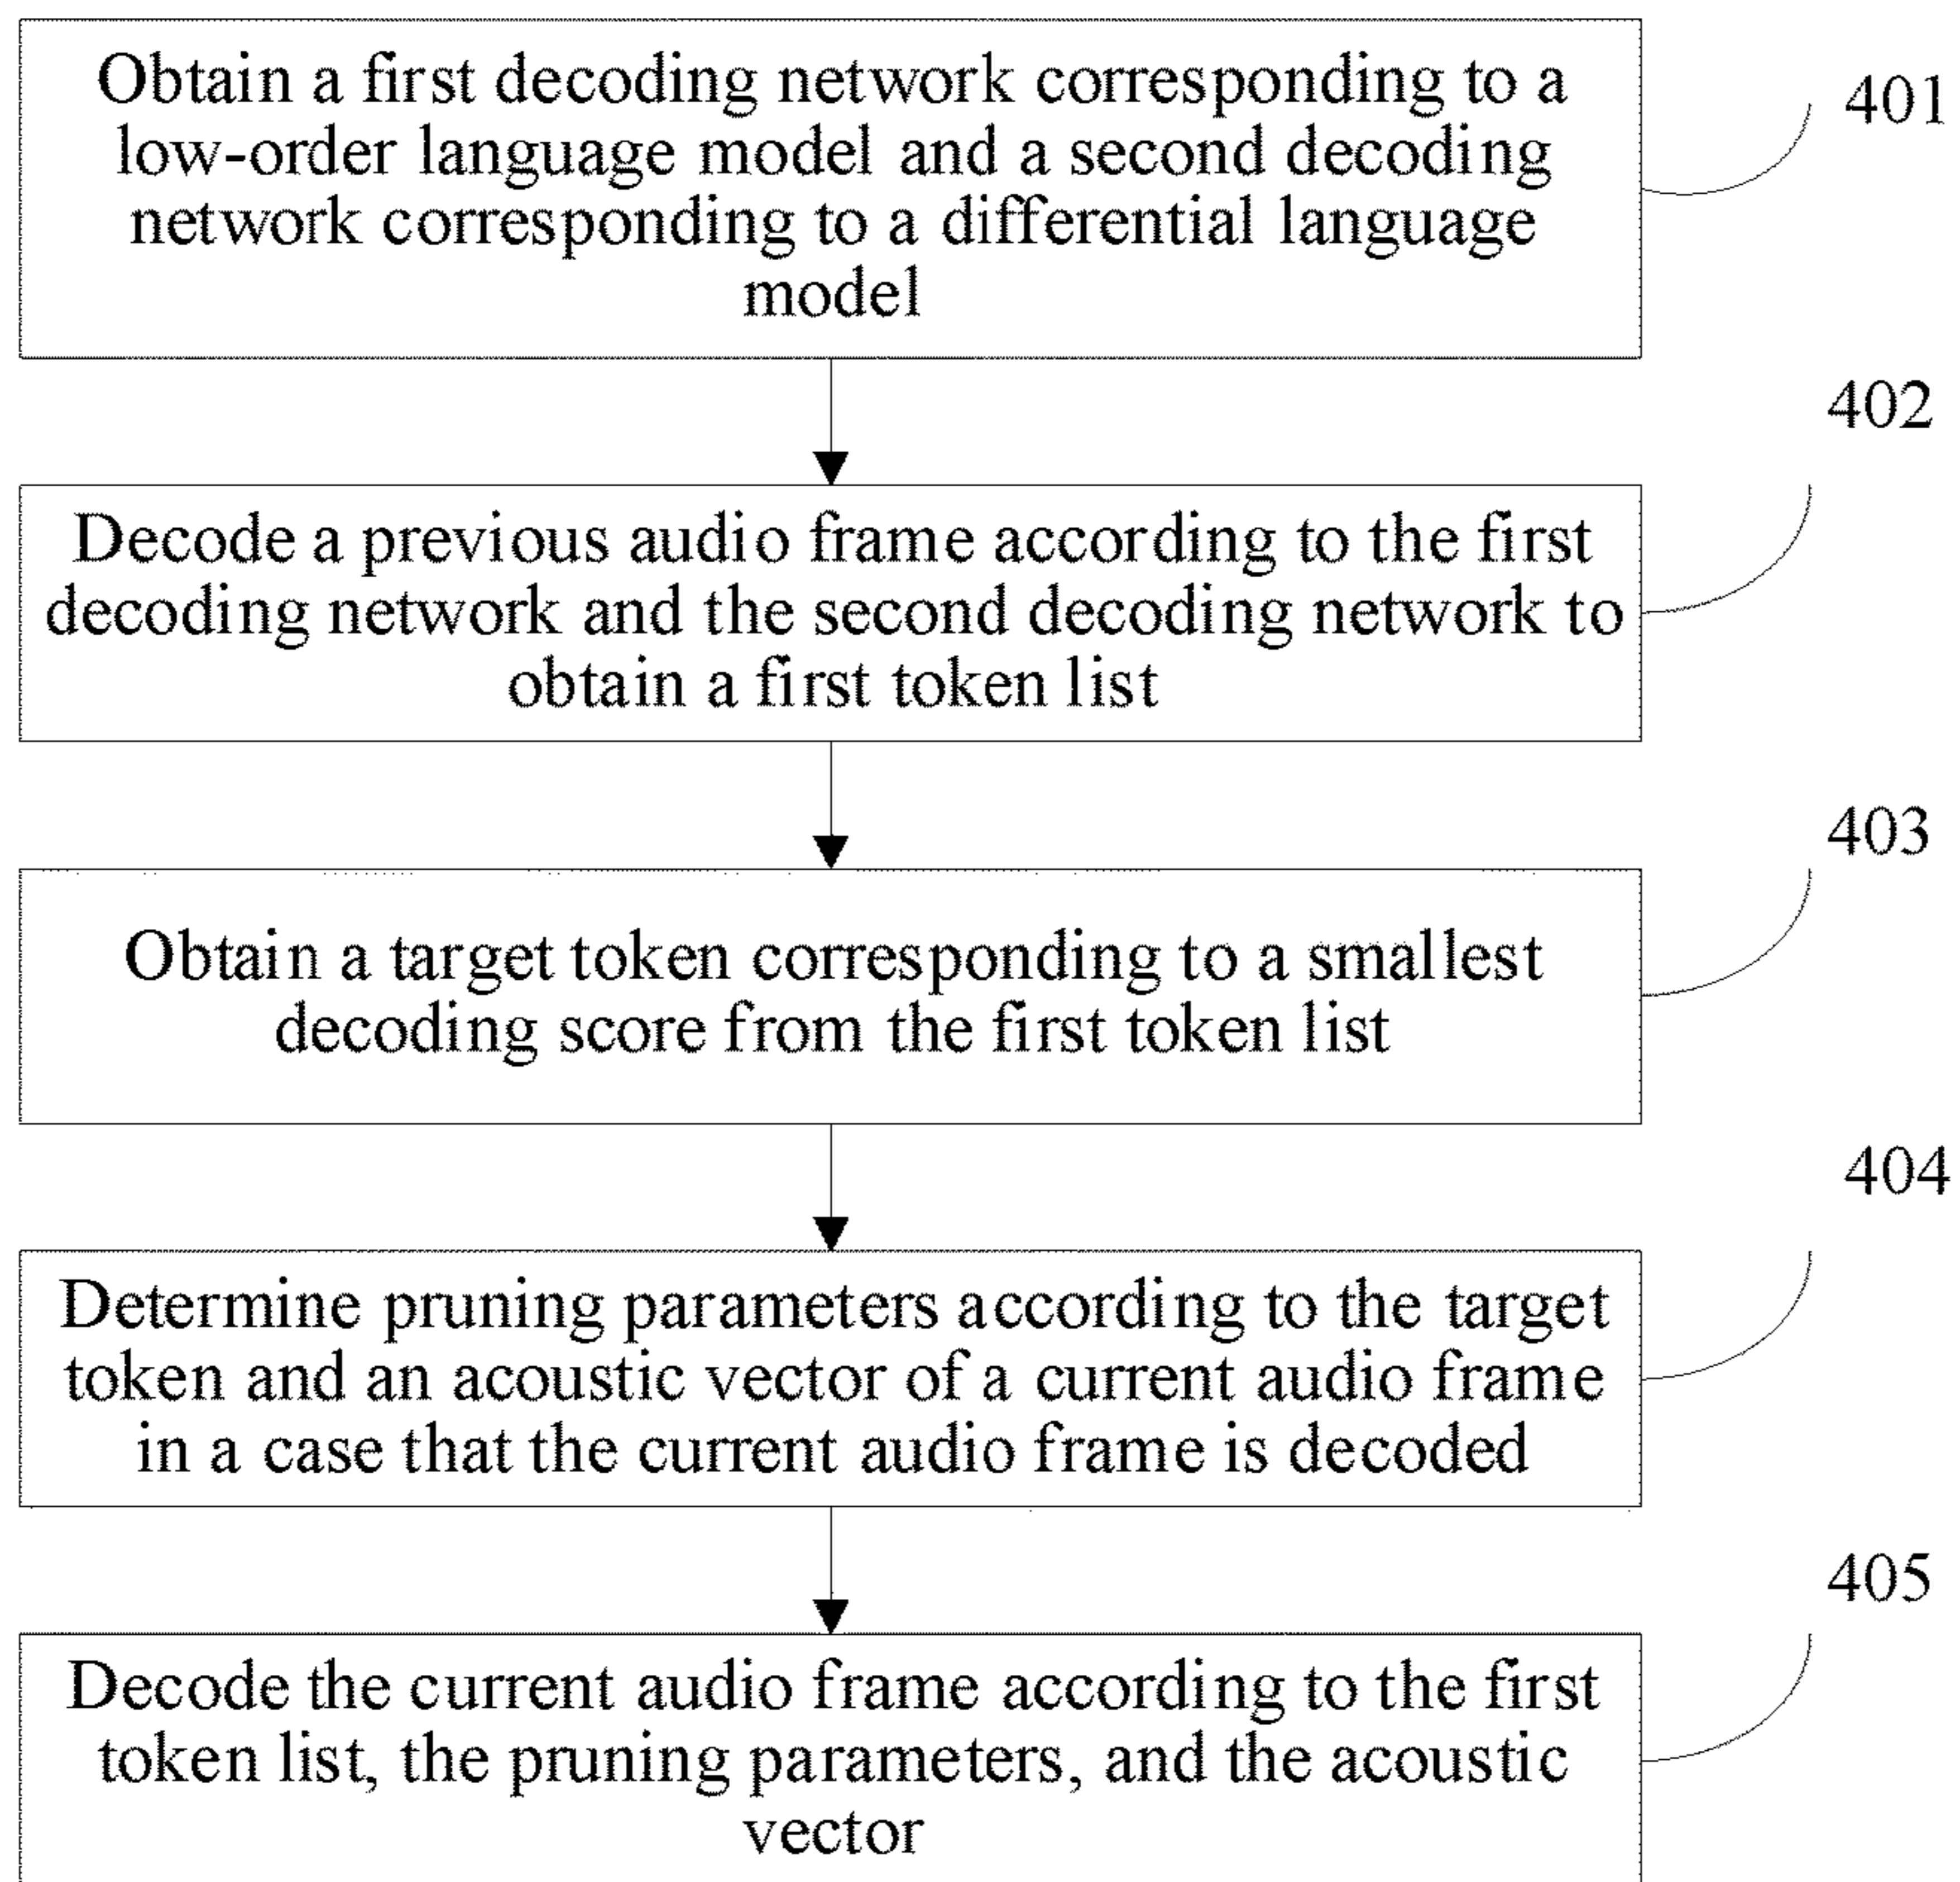 Obtain a first decoding network corresponding to a
low-order language model and a second decoding
network corresponding to a differential language
model
401
402
Decode a previous audio frame according to the first
decoding network and the second decoding network to
obtain a first token list
403
Obtain a target token corresponding to a smallest
decoding score from the first token list
404
Determine pruning parameters according to the target
token and an acoustic vector of a current audio frame
in a case that the current audio frame is decoded
405
Decode the current audio frame according to the first
token list, the pruning parameters, and the acoustic
vector